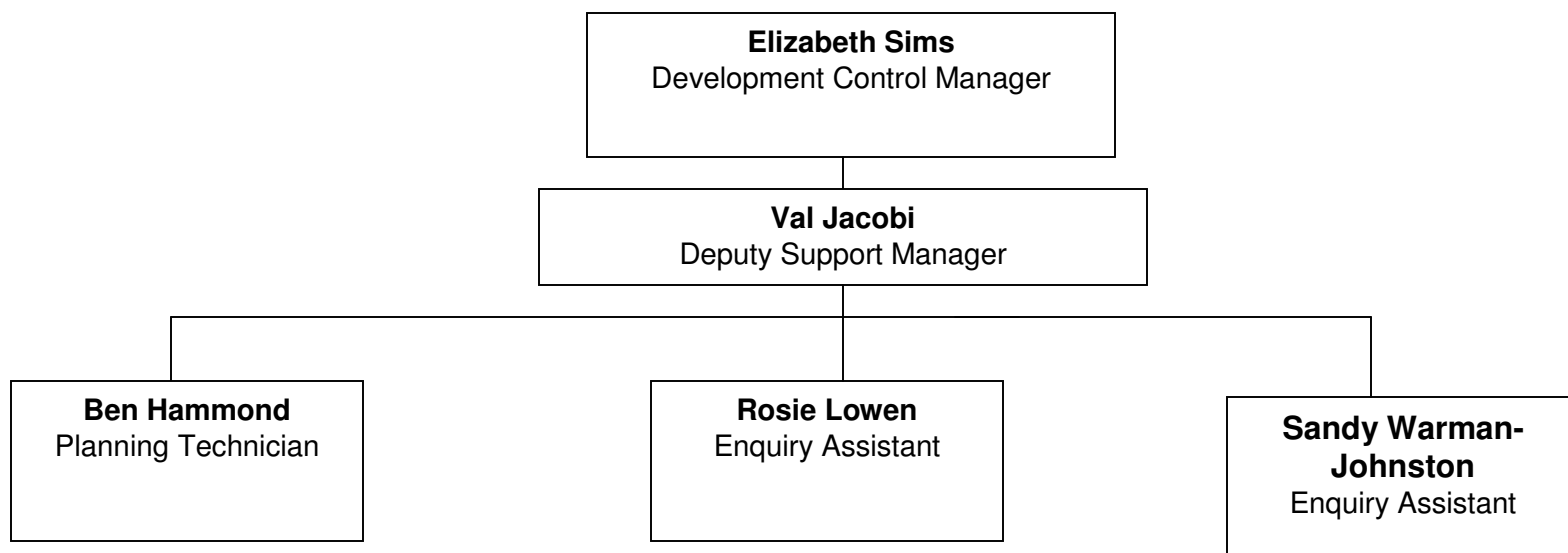 Elizabeth Sims
Development Control Manager
Val Jacobi
Deputy Support Manager
Ben Hammond
Planning Technician
Rosie Lowen
Enquiry Assistant
Sandy Warman-
Johnston
Enquiry Assistant